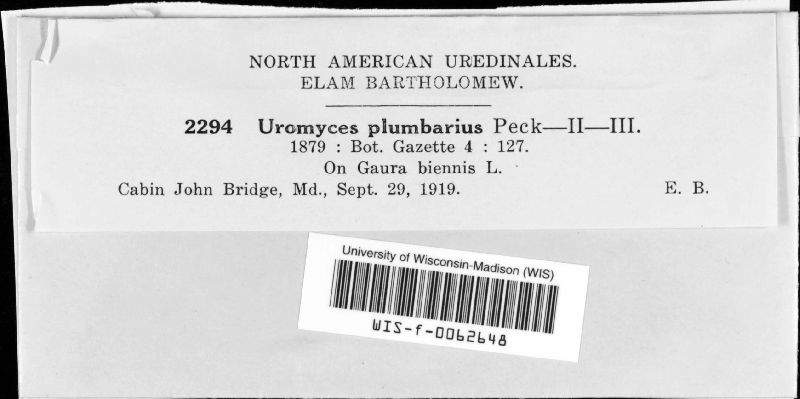 NORTH AMERICAN UREDINALES.
ELAM BARTHOLOMEW.
2294 Uromyces plumbarius Peck—II—III.
1879 : Bot. Gazette 4 : 127.
On Gaura biennis L.
Cabin John Bridge, Md., Sept. 29, 1919. E. B.
University of Wisconsin-Madison (WIS)
WIS-f-0062648